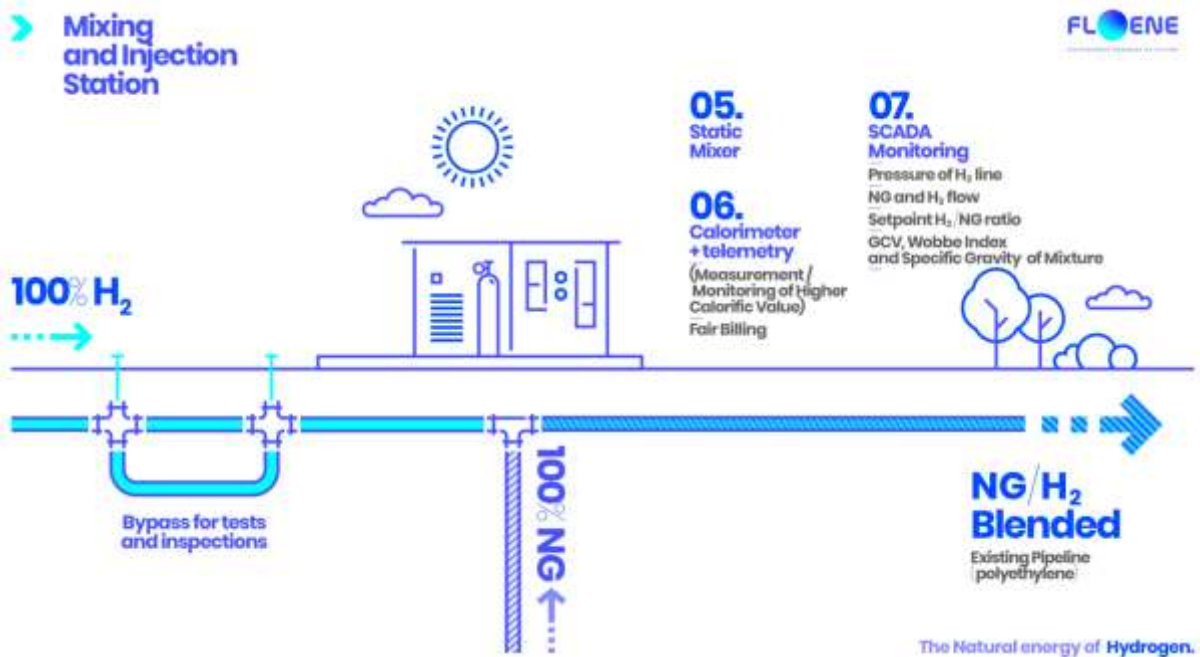 Mixing
and Injection
Station
FLOENE
05.
Static
Mixer
06.
Calorimeter
+ telemetry
(Measurement /
Monitoring of Higher
Calorific Value)
Fair Billing
07.
SCADA
Monitoring
Pressure of H₂ line
NG and H₂ flow
Setpoint H₂/NG ratio
GCV, Wobbe Index
and Specific Gravity of Mixture
100% H₂
Bypass for tests
and inspections
100% NG
NG/H₂
Blended
Existing Pipeline
(polyethylene)
The Natural energy of Hydrogen.